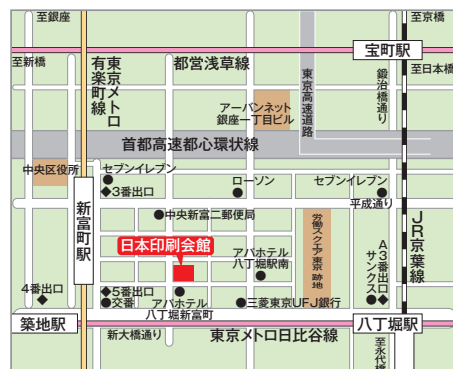 至銀座
至京橋
宝町駅
至新橋
東京メトロ
有楽町線
都営浅草線
東京高速道路
鍛冶橋通り
至日本橋
アーバンネット
銀座一丁目ビル
首都高速都心環状線
中央区役所
セブンイレブン
◆3番出口
ローソン
セブンイレブン
平成通り
新富町駅
●中央新富二郵便局
労働スクエア東京 跡地
日本印刷会館
アパホテル
八丁堀駅南
JR京葉線
A3番出口
サンクス
4番出口
◆5番出口
●交番
アパホテル
八丁堀新富町
●三菱東京UFJ銀行
築地駅
八丁堀駅
新大橋通り
東京メトロ日比谷線
至永代橋